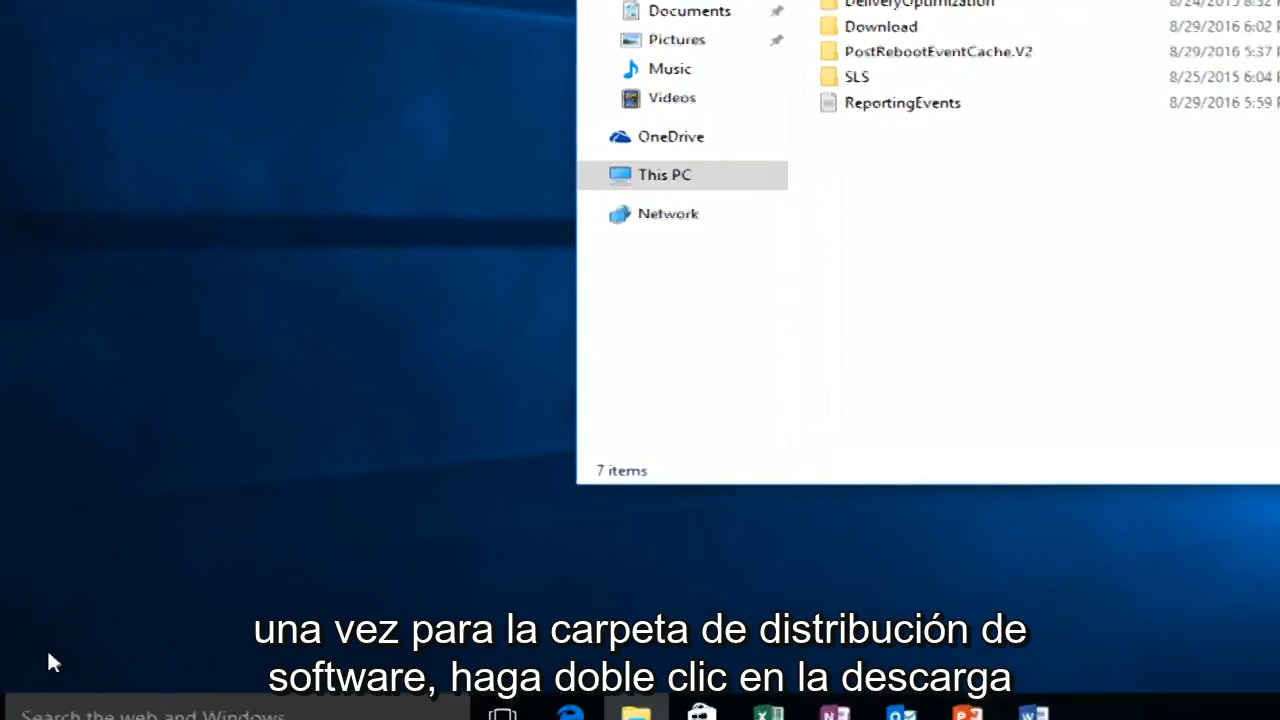 Documents
Pictures
Music
Videos
OneDrive
This PC
Network
7 items
DeliveryOptimization
Download 8/29/2016 6:02
PostRebootEventCache.V2 8/29/2016 5:37
SLS 8/25/2015 6:04
ReportingEvents 8/29/2016 5:59
una vez para la carpeta de distribución de
software, haga doble clic en la descarga
Search the web and Windows